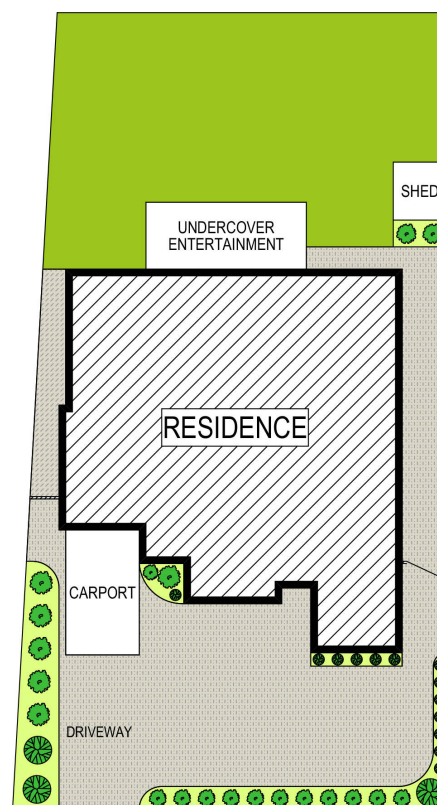 SHED
UNDERCOVER
ENTERTAINMENT
RESIDENCE
CARPORT
DRIVEWAY